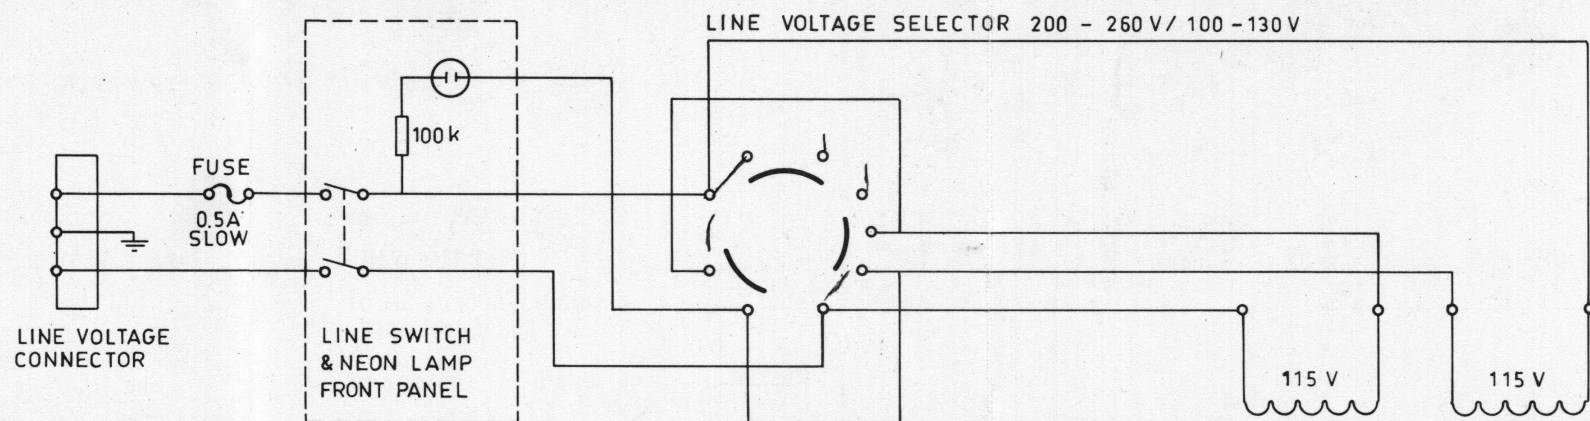 LINE VOLTAGE SELECTOR 200 - 260 V / 100 - 130 V
100 k
FUSE
0.5A
SLOW
LINE VOLTAGE
CONNECTOR
LINE SWITCH
& NEON LAMP
FRONT PANEL
115 V
115 V